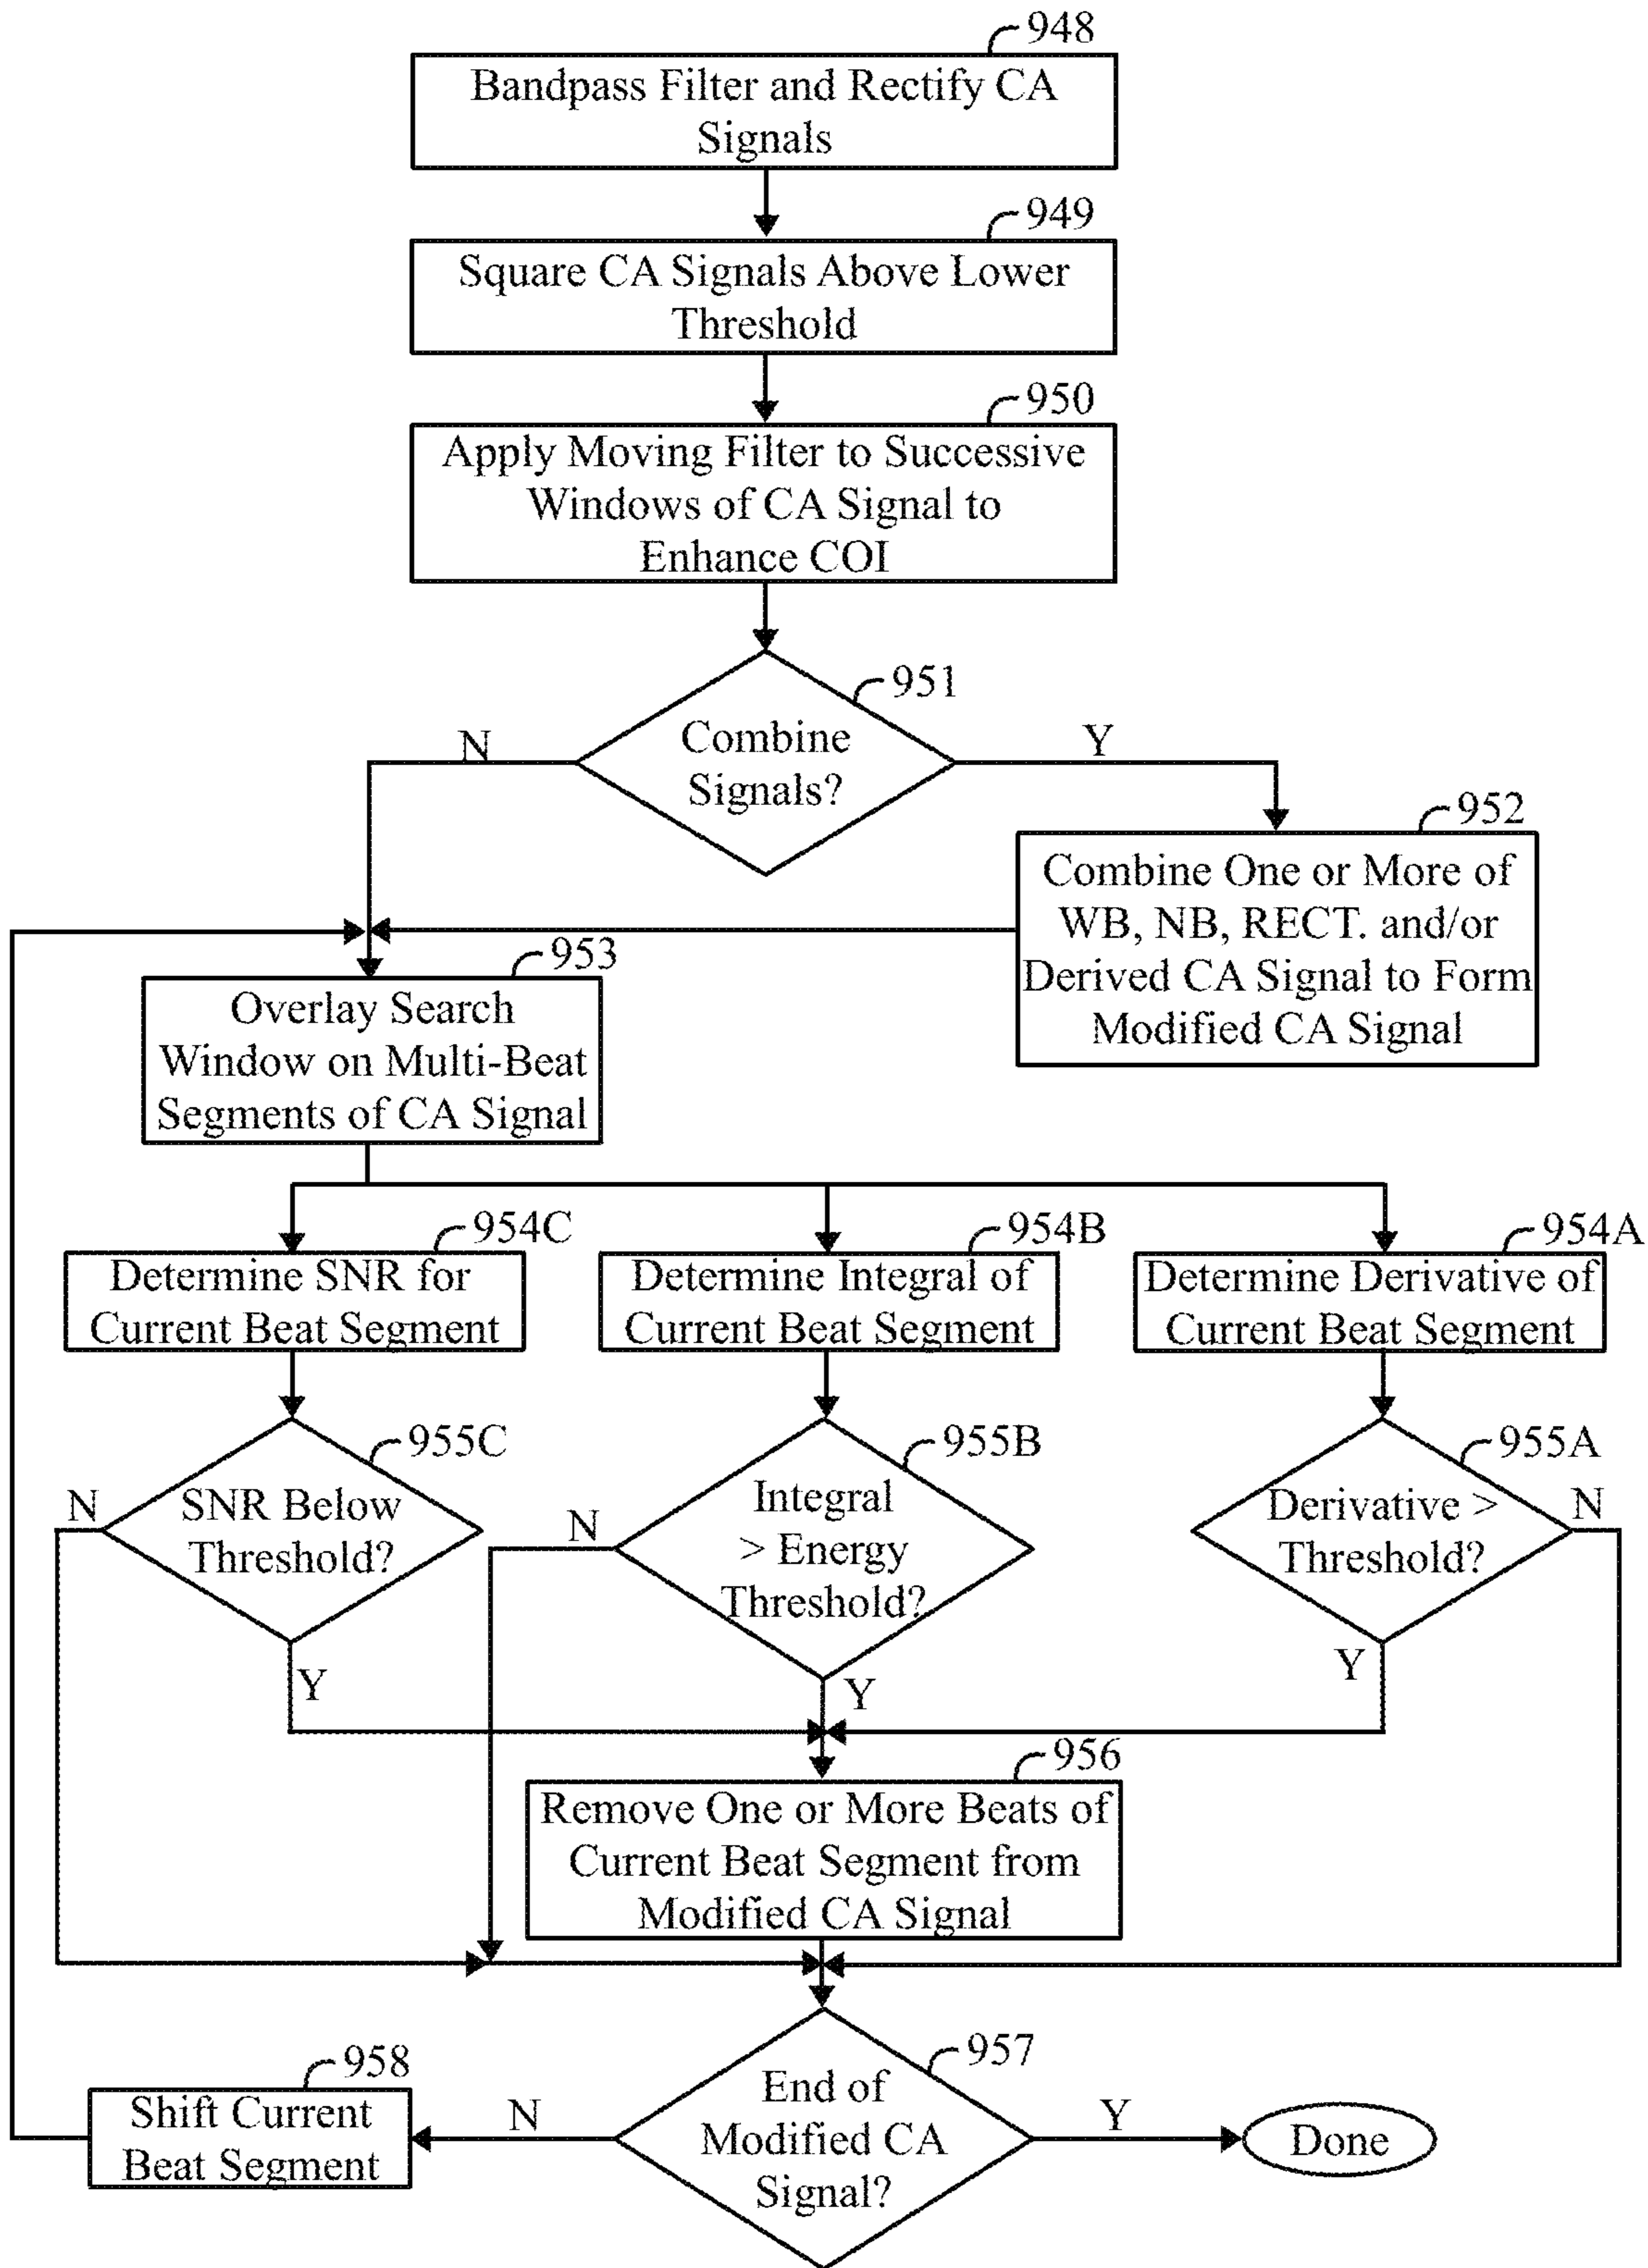 948
Bandpass Filter and Rectify CA
Signals
949
Square CA Signals Above Lower
Threshold
950
Apply Moving Filter to Successive
Windows of CA Signal to
Enhance COI
951
Combine
Signals?
N
Y
952
Combine One or More of
WB, NB, RECT. and/or
Derived CA Signal to Form
Modified CA Signal
953
Overlay Search
Window on Multi-Beat
Segments of CA Signal
954C
Determine SNR for
Current Beat Segment
954B
Determine Integral of
Current Beat Segment
954A
Determine Derivative of
Current Beat Segment
955C
SNR Below
Threshold?
N
Y
955B
Integral
> Energy
Threshold?
N
Y
955A
Derivative >
Threshold?
N
Y
956
Remove One or More Beats of
Current Beat Segment from
Modified CA Signal
957
End of
Modified CA
Signal?
N
Y
958
Shift Current
Beat Segment
Done